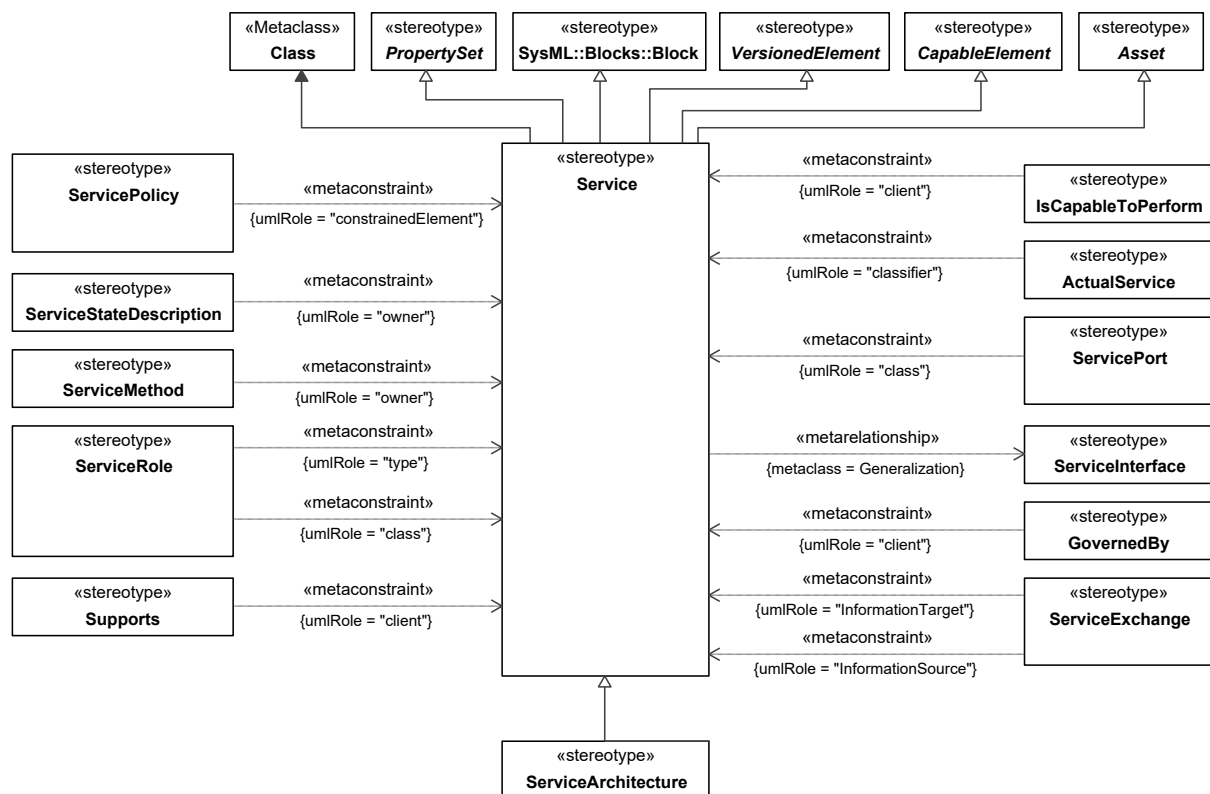 «Metaclass»
Class
«stereotype»
PropertySet
«stereotype»
SysML::Blocks::Block
«stereotype»
VersionedElement
«stereotype»
CapableElement
«stereotype»
Asset
«stereotype»
Service
«stereotype»
ServicePolicy
«metaconstraint»
{umlRole = "constrainedElement"}
«stereotype»
ServiceStateDescription
«metaconstraint»
{umlRole = "owner"}
«stereotype»
ServiceMethod
«metaconstraint»
{umlRole = "owner"}
«stereotype»
ServiceRole
«metaconstraint»
{umlRole = "type"}
«metaconstraint»
{umlRole = "class"}
«stereotype»
Supports
«metaconstraint»
{umlRole = "client"}
«metaconstraint»
{umlRole = "client"}
«stereotype»
IsCapableToPerform
«metaconstraint»
{umlRole = "classifier"}
«stereotype»
ActualService
«metaconstraint»
{umlRole = "class"}
«stereotype»
ServicePort
«metarelationship»
{metaclass = Generalization}
«stereotype»
ServiceInterface
«metaconstraint»
{umlRole = "client"}
«stereotype»
GovernedBy
«metaconstraint»
{umlRole = "InformationTarget"}
«metaconstraint»
{umlRole = "InformationSource"}
«stereotype»
ServiceExchange
«stereotype»
ServiceArchitecture